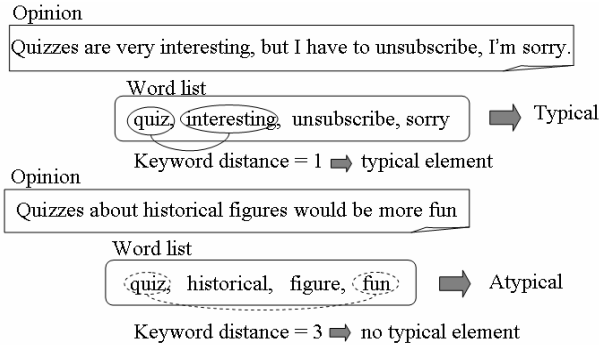 Opinion
Quizzes are very interesting, but I have to unsubscribe, I'm sorry.
Word list
quiz, interesting, unsubscribe, sorry
Typical
Keyword distance = 1 typical element
Opinion
Quizzes about historical figures would be more fun
Word list
quiz, historical, figure, fun
Atypical
Keyword distance = 3 no typical element